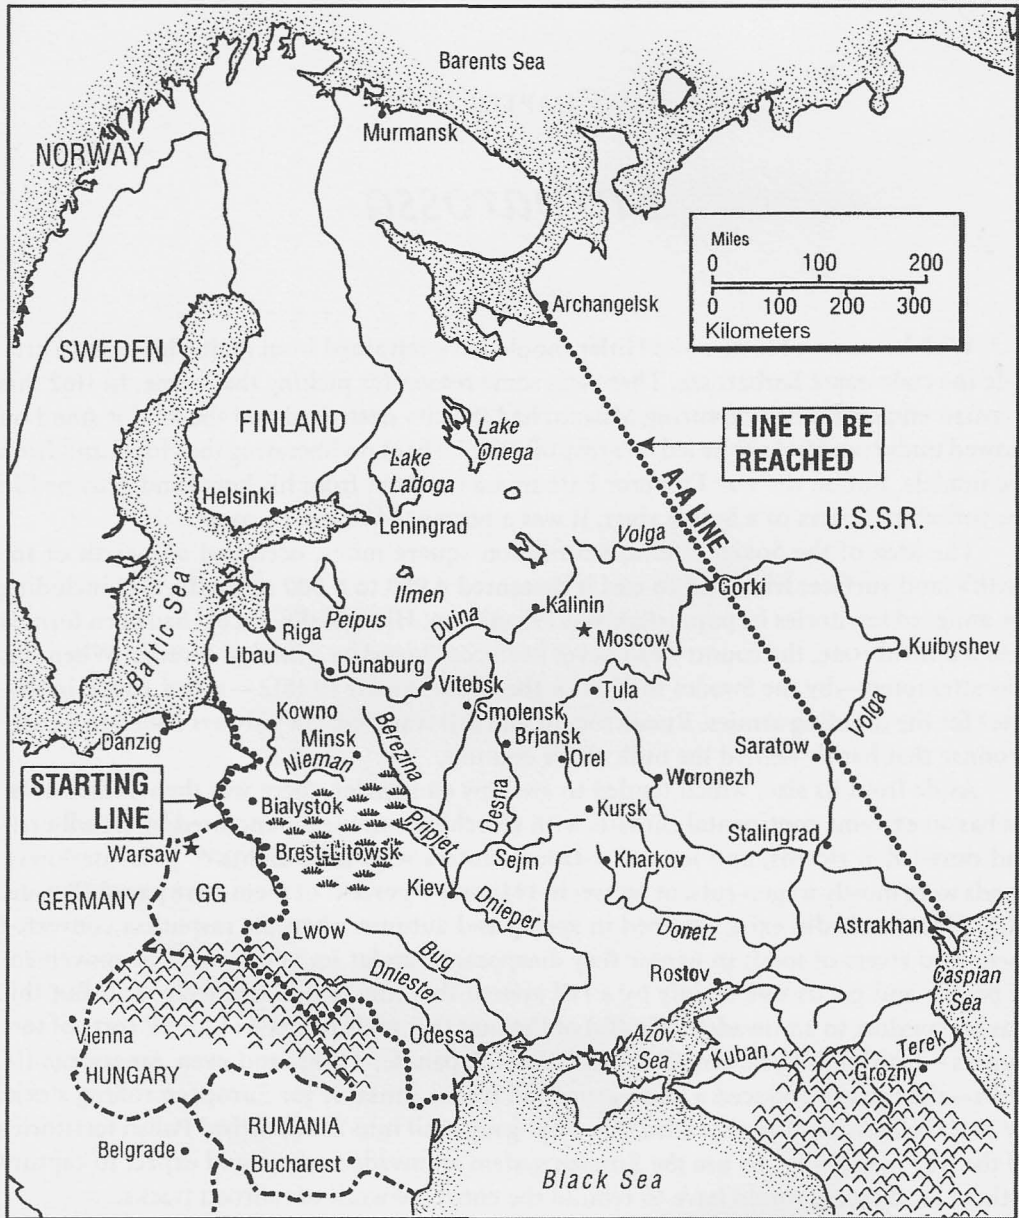 Barents Sea
Murmansk
NORWAY
Miles
0 100 200
0 100 200 300
Kilometers
Archangelsk
SWEDEN
FINLAND
Lake
Onega
Lake
Ladoga
LINE TO BE
REACHED
A-A LINE
U.S.S.R.
Helsinki
Leningrad
Volga
Gorki
Baltic Sea
Ilmen
Peipus
Kalinin
Dvina
Moscow
Riga
Kuibyshev
Libau
Dünaburg
Vitebsk
Tula
Volga
Kowno
Smolensk
Danzig
Minsk
Berezina
Brjansk
Saratow
Nieman
Orel
Woronezh
STARTING
LINE
Bialystok
Pripjet
Desna
Kursk
Stalingrad
Warsaw
Brest-Litowsk
Sejm
Kharkov
GERMANY
GG
Kiev
Dnieper
Donetz
Astrakhan
Lwow
Bug
Dniester
Rostov
Caspian
Sea
Vienna
Odessa
Azov
Sea
Kuban
Terek
Grozny
HUNGARY
RUMANIA
Belgrade
Bucharest
Black Sea